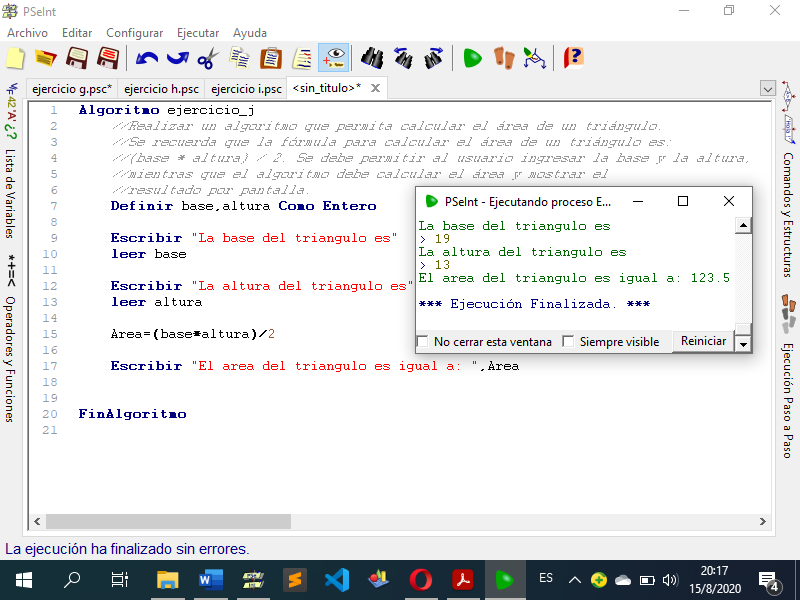 PSeInt
Archivo Editar Configurar Ejecutar Ayuda
ejercicio g.psc* ejercicio h.psc ejercicio i.psc <sin_titulo>*
1 Algoritmo ejercicio_j
2 //Realizar un algoritmo que permita calcular el área de un triángulo.
3 //Se recuerda que la fórmula para calcular el área de un triángulo es:
4 //(base * altura) / 2. Se debe permitir al usuario ingresar la base y la altura,
5 //mientras que el algoritmo debe calcular el área y mostrar el
6 //resultado por pantalla.
7 Definir base,altura Como Entero
8
9 Escribir "La base del triangulo es"
10 leer base
11
12 Escribir "La altura del triangulo es"
13 leer altura
14
15 Area=(base*altura)/2
16
17 Escribir "El area del triangulo es igual a: ",Area
18
19
20 FinAlgoritmo
21
PSeInt - Ejecutando proceso E...
La base del triangulo es
> 19
La altura del triangulo es
> 13
El area del triangulo es igual a: 123.5
*** Ejecución Finalizada. ***
No cerrar esta ventana Siempre visible Reiniciar
Lista de Variables
*+=< Operadores y Funciones
Comandos y Estructuras
Ejecución Paso a Paso
La ejecución ha finalizado sin errores.
ES
20:17
15/8/2020
4